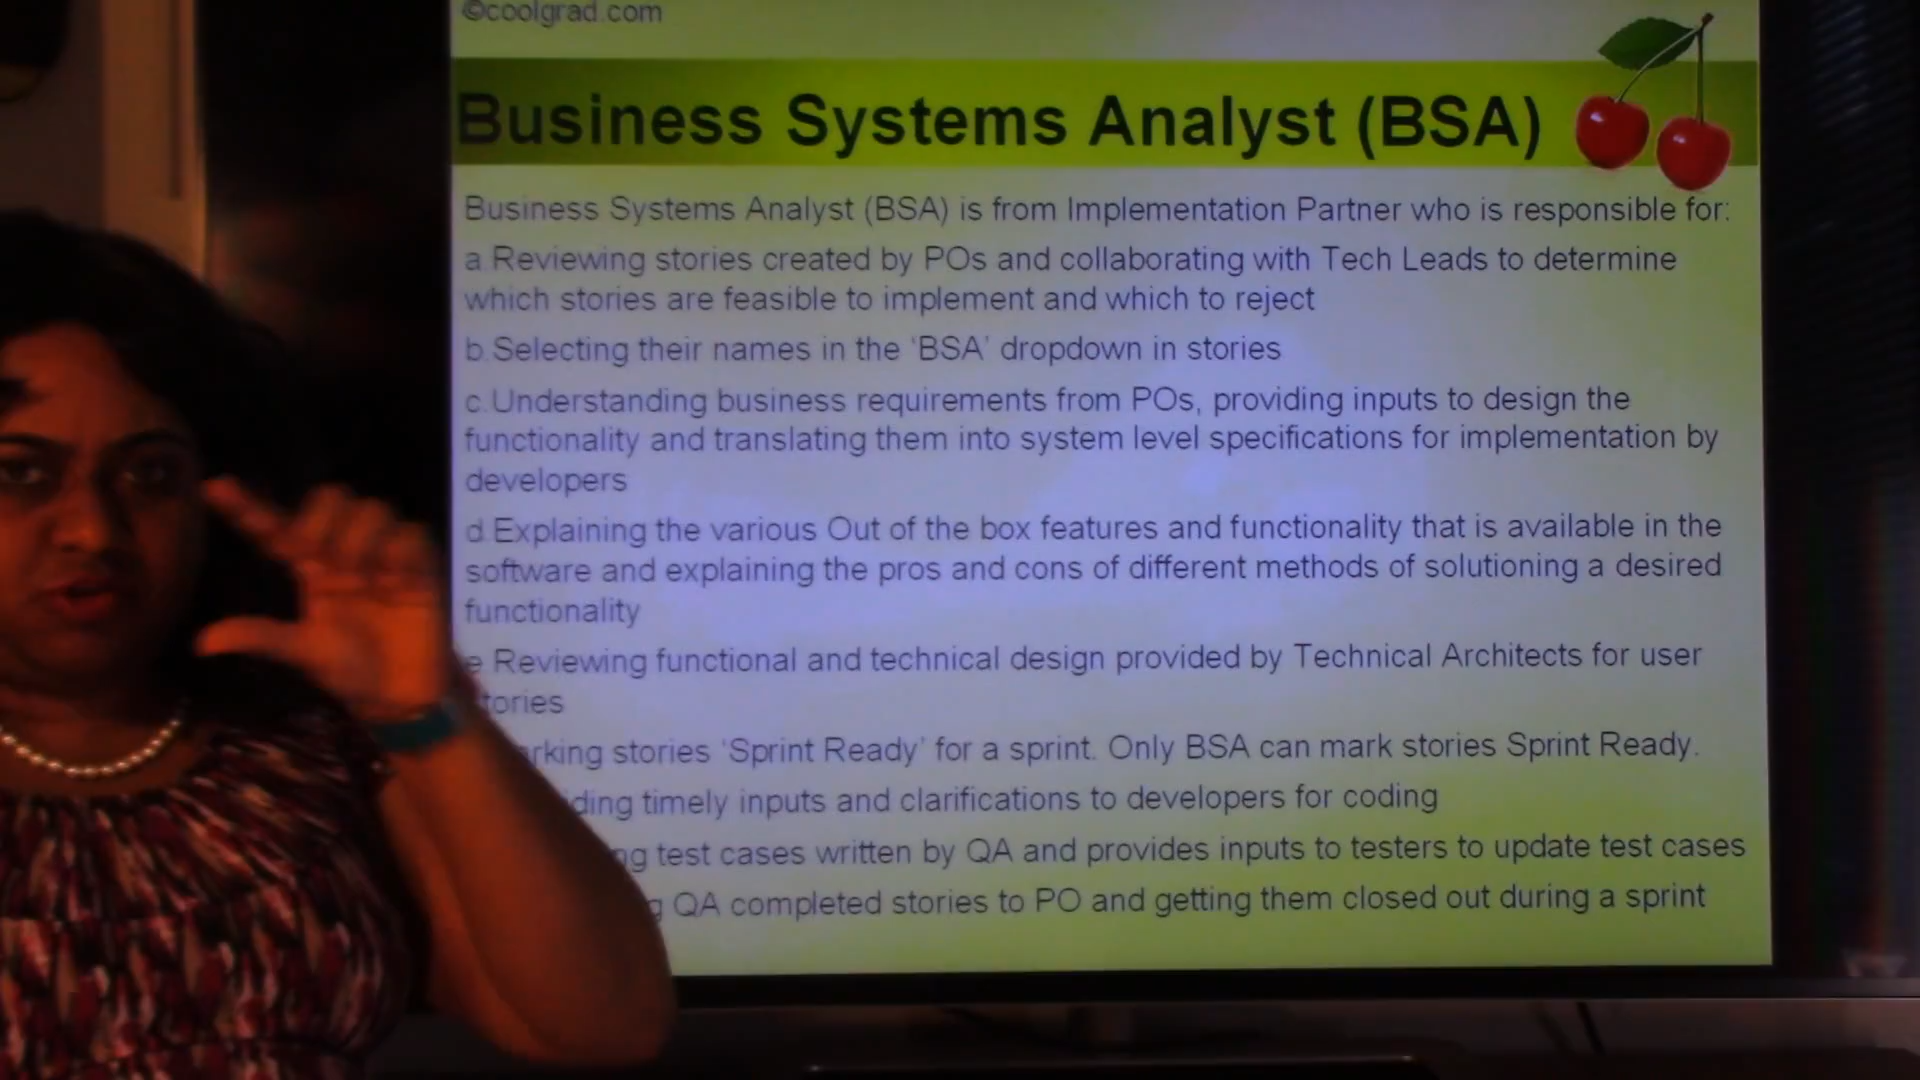 ©coolgrad.com
Business Systems Analyst (BSA)
Business Systems Analyst (BSA) is from Implementation Partner who is responsible for:
a.Reviewing stories created by POs and collaborating with Tech Leads to determine
which stories are feasible to implement and which to reject
b.Selecting their names in the ‘BSA’ dropdown in stories
c.Understanding business requirements from POs, providing inputs to design the
functionality and translating them into system level specifications for implementation by
developers
d.Explaining the various Out of the box features and functionality that is available in the
software and explaining the pros and cons of different methods of solutioning a desired
functionality
e.Reviewing functional and technical design provided by Technical Architects for user
tories
rking stories ‘Sprint Ready’ for a sprint. Only BSA can mark stories Sprint Ready.
ding timely inputs and clarifications to developers for coding
ng test cases written by QA and provides inputs to testers to update test cases
g QA completed stories to PO and getting them closed out during a sprint